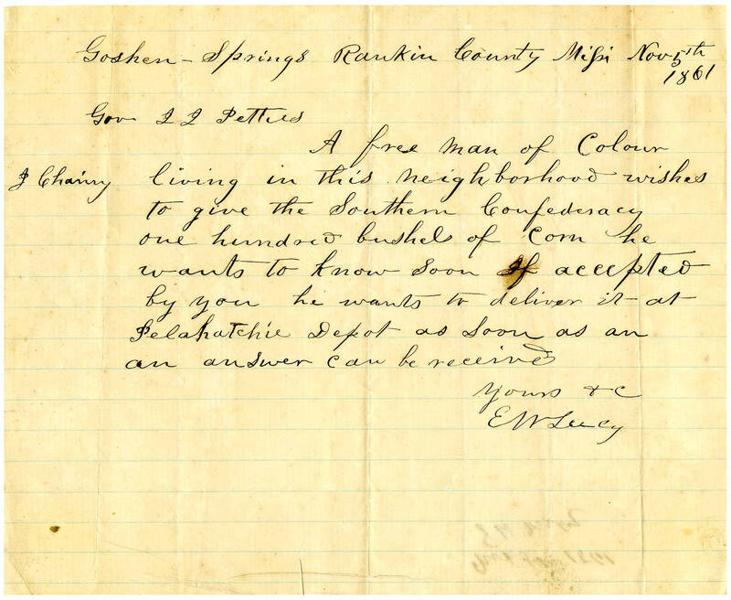 Goshen - Springs Rankin County Missi Nov 5th
1861
Gov J J Pettus
A free man of Colour
J Chainy living in this neighborhood wishes
to give the Southern Confederacy
one hundred bushels of Corn he
wants to know soon If accepted
by you he wants to deliver it at
Pelahatchie Depot as soon as an
an answer can be received
Yours &C
E W Lucy